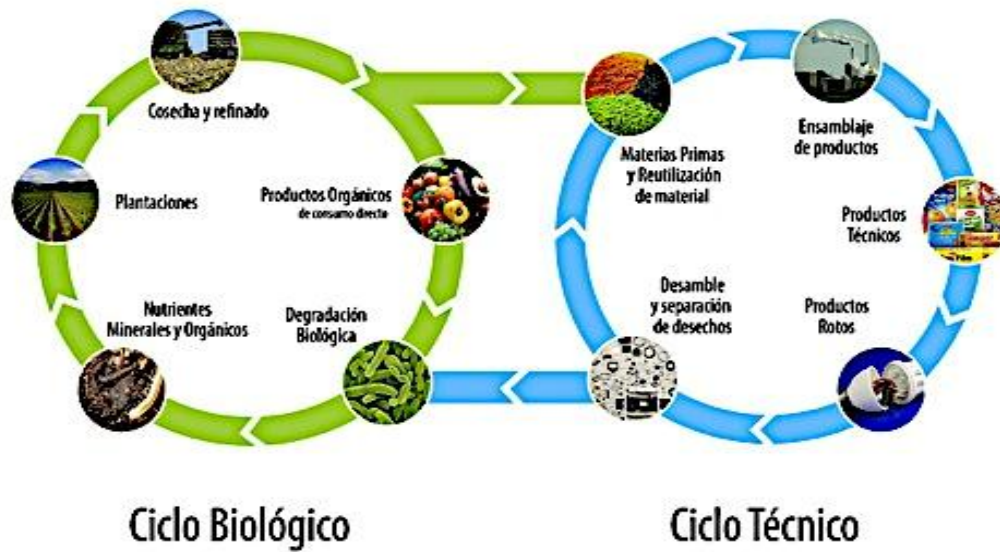 Cosecha y refinado
Plantaciones
Productos Orgánicos
de consumo directo
Nutrientes
Minerales y Orgánicos
Degradación
Biológica
Materias Primas
y Reutilización
de material
Ensamblaje
de productos
Productos
Técnicos
Desamble
y separación
de desechos
Productos
Rotos
Ciclo Biológico
Ciclo Técnico